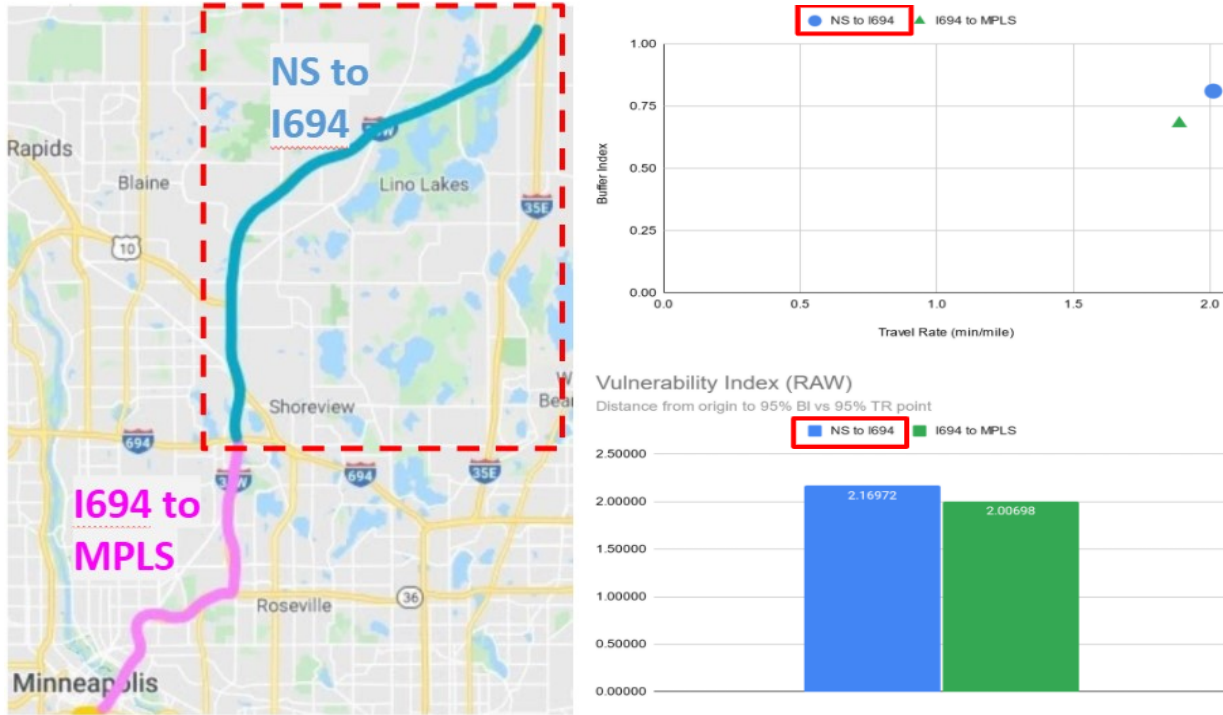 NS to
I694
Rapids
Blaine
Lino Lakes
35E
10
Shoreview
694
694
35E
I694 to
MPLS
Roseville
36
Minneapolis
NS to I694
I694 to MPLS
1.00
0.75
0.50
0.25
0.00
Buffer Index
0.0
0.5
1.0
1.5
2.0
Travel Rate (min/mile)
Vulnerability Index (RAW)
Distance from origin to 95% BI vs 95% TR point
NS to I694
I694 to MPLS
2.50000
2.00000
1.50000
1.00000
0.50000
0.00000
2.16972
2.00698